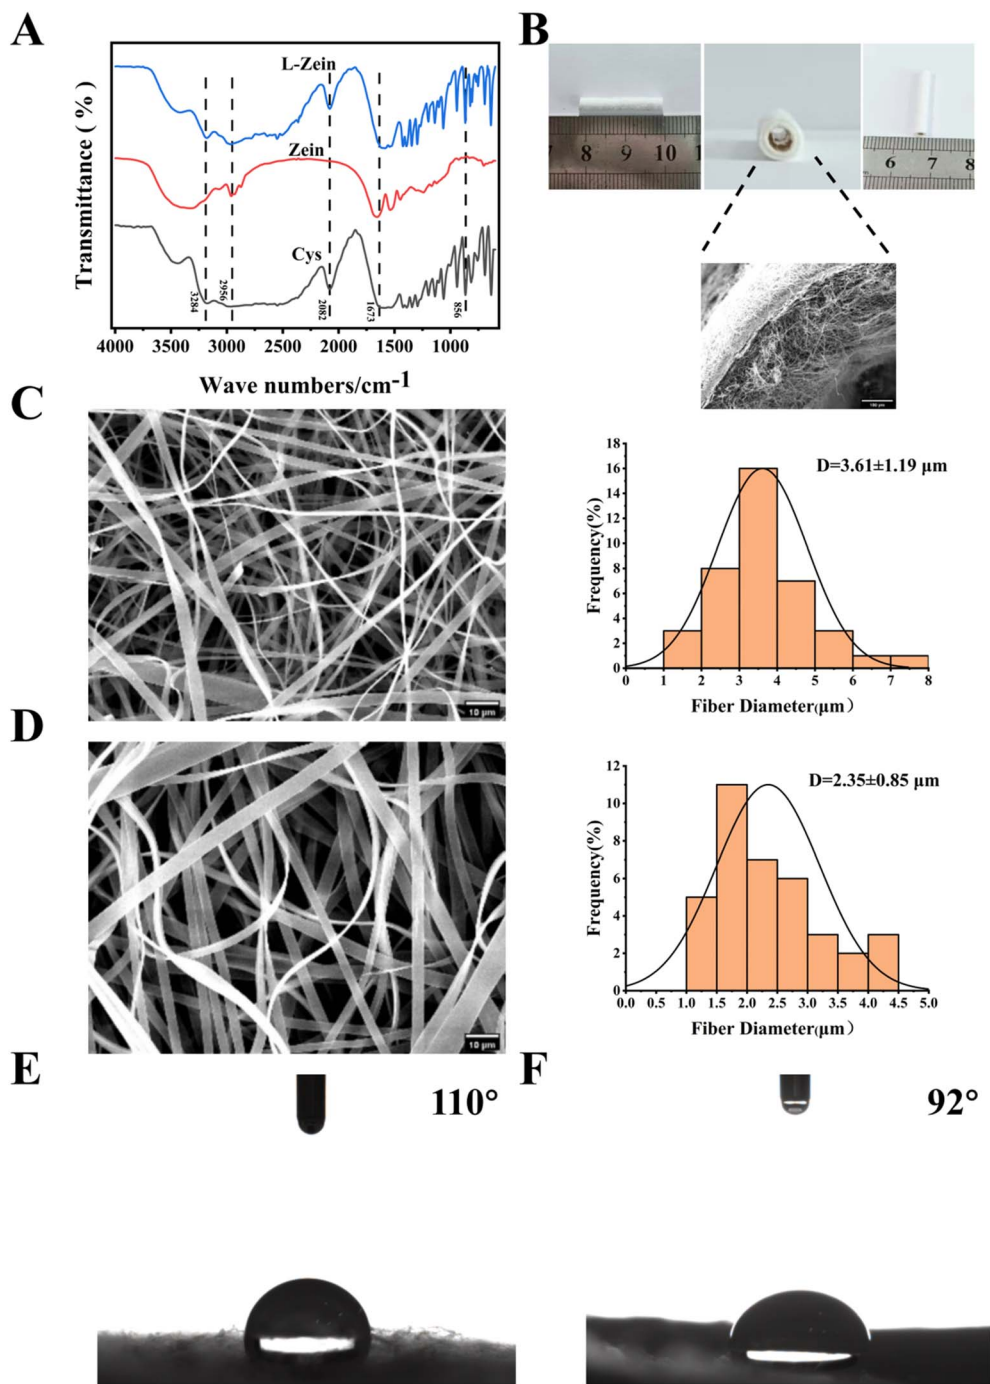 A
L-Zein
Zein
Cys
3284
2956
2082
1673
856
4000 3500 3000 2500 2000 1500 1000
Transmittance ( % )
Wave numbers/cm-1
B
8 9 10 1
6 7 8
C
10 μm
18
16
14
12
10
8
6
4
2
0
Frequency(%)
D=3.61±1.19 μm
0 1 2 3 4 5 6 7 8
Fiber Diameter(μm)
D
10 μm
12
10
8
6
4
2
0
Frequency(%)
D=2.35±0.85 μm
0.0 0.5 1.0 1.5 2.0 2.5 3.0 3.5 4.0 4.5 5.0
Fiber Diameter(μm)
E
110°
F
92°